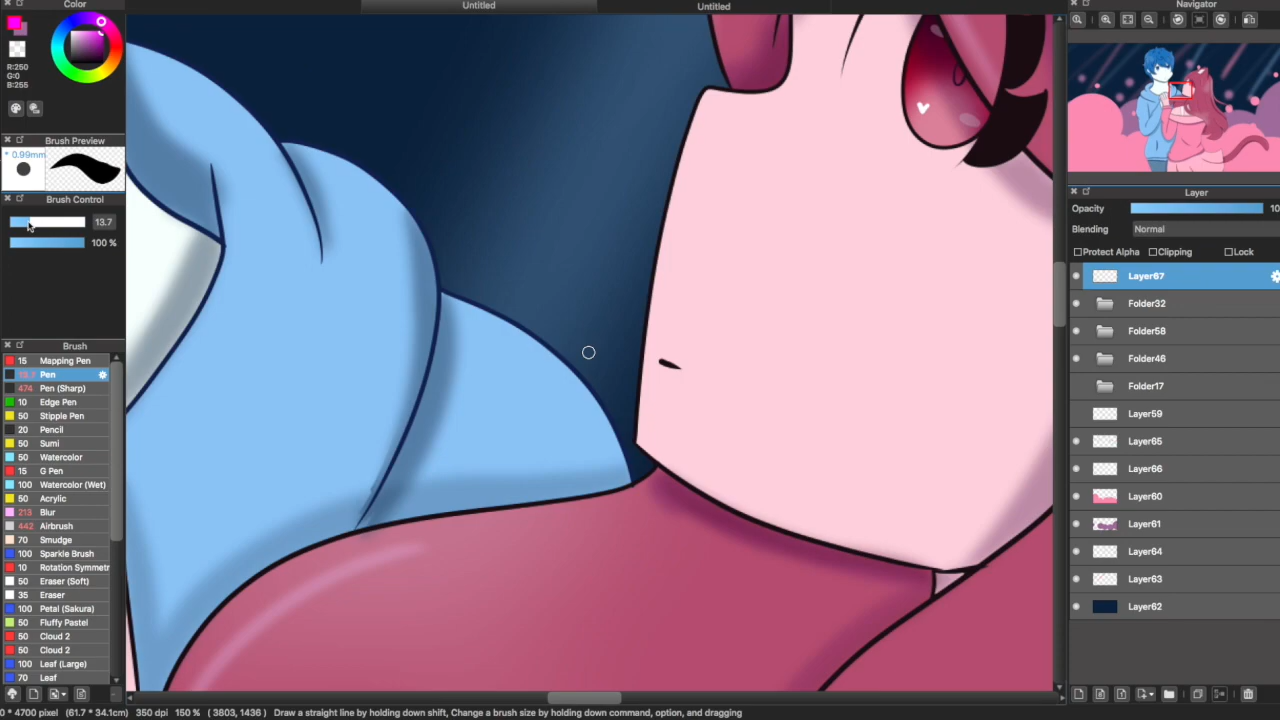 Color
Untitled
Untitled
Navigator
R:250
G:0
B:255
Brush Preview
* 0.99mm
Brush Control
13.7
100 %
Layer
Opacity
10
Blending
Normal
Protect Alpha
Clipping
Lock
Layer67
Folder32
Folder58
Folder46
Folder17
Layer59
Layer65
Layer66
Layer60
Layer61
Layer64
Layer63
Layer62
Brush
15 Mapping Pen
13.7 Pen
474 Pen (Sharp)
10 Edge Pen
50 Stipple Pen
20 Pencil
50 Sumi
50 Watercolor
15 G Pen
100 Watercolor (Wet)
50 Acrylic
213 Blur
442 Airbrush
70 Smudge
100 Sparkle Brush
10 Rotation Symmetr
50 Eraser (Soft)
35 Eraser
100 Petal (Sakura)
50 Fluffy Pastel
50 Cloud 2
50 Cloud 2
100 Leaf (Large)
70 Leaf
0 * 4700 pixel (61.7 * 34.1cm) 350 dpi 150 % ( 3803, 1436 ) Draw a straight line by holding down shift, Change a brush size by holding down command, option, and dragging